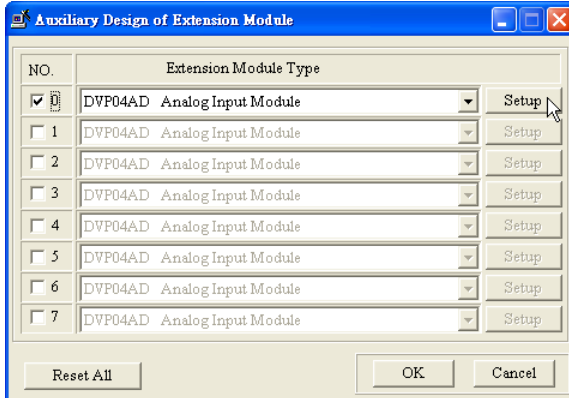 Auxiliary Design of Extension Module
NO. Extension Module Type
0 DVP04AD Analog Input Module Setup
1 DVP04AD Analog Input Module Setup
2 DVP04AD Analog Input Module Setup
3 DVP04AD Analog Input Module Setup
4 DVP04AD Analog Input Module Setup
5 DVP04AD Analog Input Module Setup
6 DVP04AD Analog Input Module Setup
7 DVP04AD Analog Input Module Setup
Reset All OK Cancel